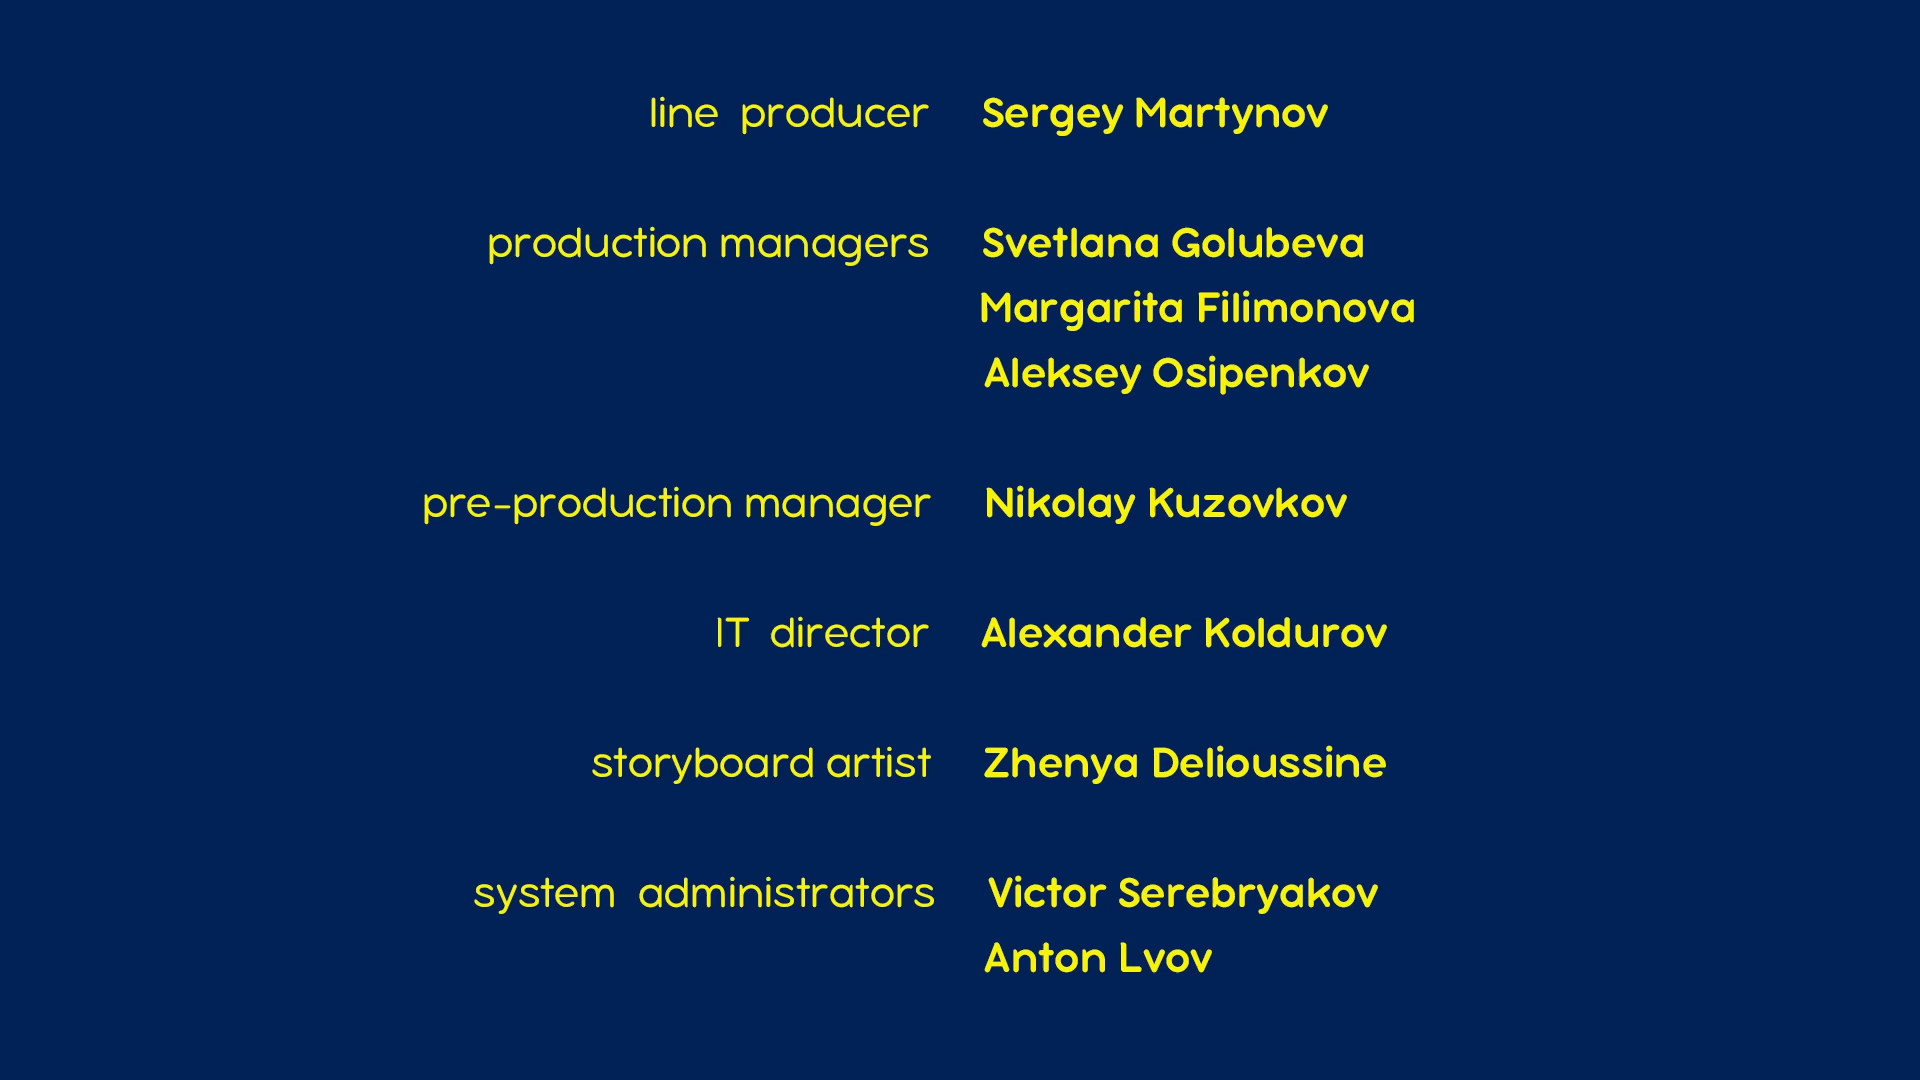 line producer Sergey Martynov
production managers Svetlana Golubeva
Margarita Filimonova
Aleksey Osipenkov
pre-production manager Nikolay Kuzovkov
IT director Alexander Koldurov
storyboard artist Zhenya Delioussine
system administrators Victor Serebryakov
Anton Lvov